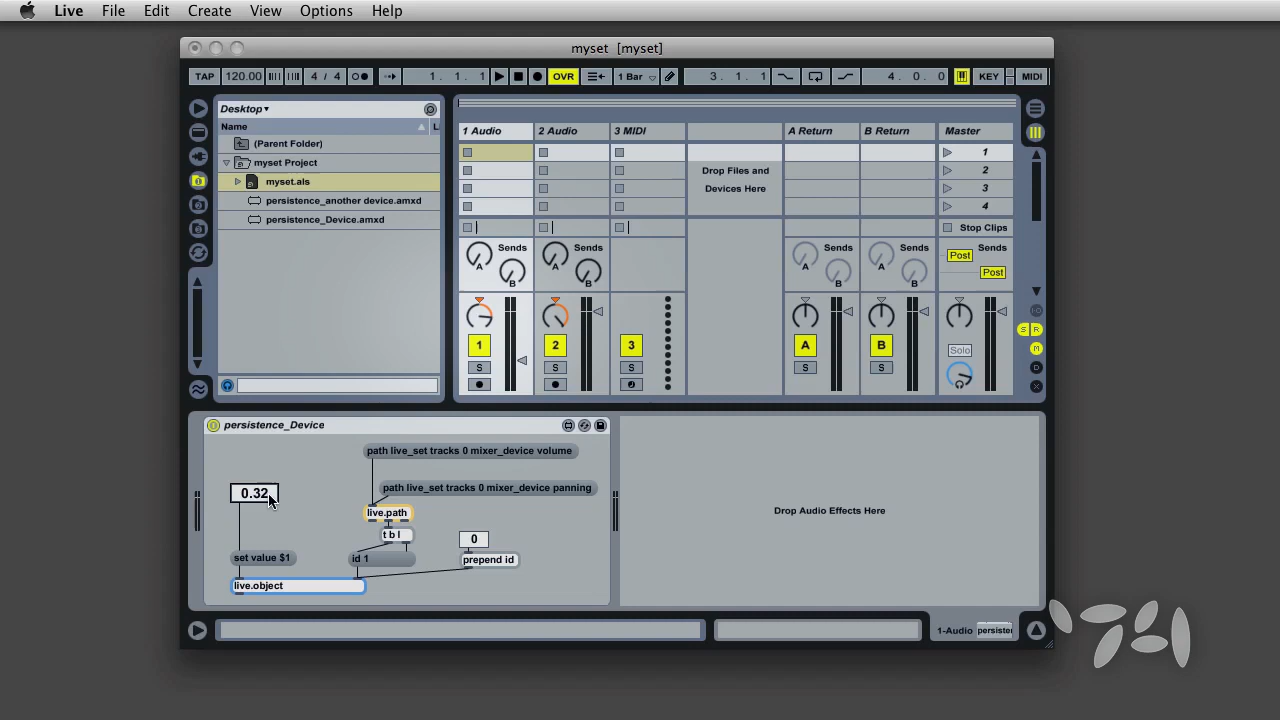 Live File Edit Create View Options Help
myset [myset]
TAP 120.00 4 / 4 1. 1. 1 OVR 1 Bar 3. 1. 1 4. 0. 0 KEY MIDI
Desktop
Name
(Parent Folder)
myset Project
myset.als
persistence_another device.amxd
persistence_Device.amxd
1 Audio 2 Audio 3 MIDI A Return B Return Master
1
Drop Files and 2
Devices Here 3
4
Stop Clips
Sends Sends Sends Sends Sends
A A A A Post
B B B B Post
1 2 3 A B Solo
S S S S S
S R
M
D
X
persistence_Device
path live_set tracks 0 mixer_device volume
path live_set tracks 0 mixer_device panning
0.32
live.path
t b l
0
set value $1 id 1 prepend id
live.object
Drop Audio Effects Here
1-Audio